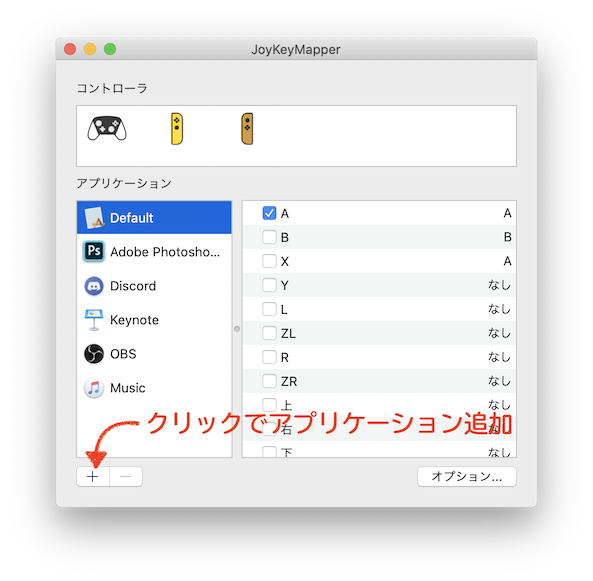 JoyKeyMapper
コントローラ
アプリケーション
Default
Ps
Adobe Photosho...
Discord
Keynote
OBS
Music
A A
B B
X A
Y なし
L なし
ZL なし
R なし
ZR なし
上 なし
右 なし
下 なし
クリックでアプリケーション追加
オプション...